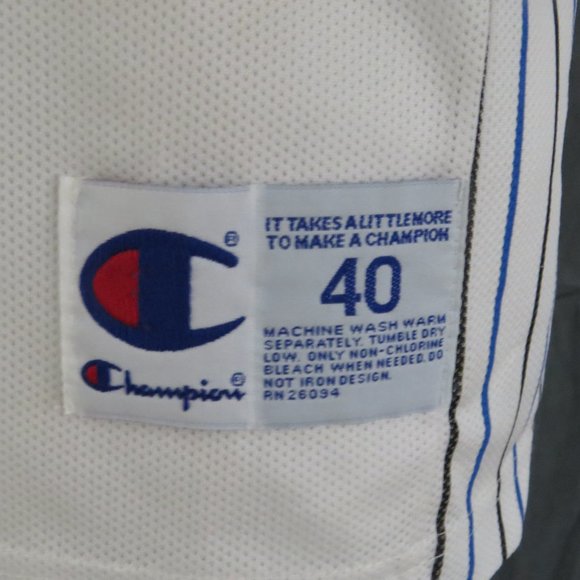 ®
Champion®
IT TAKES A LITTLE MORE
TO MAKE A CHAMPION
40
MACHINE WASH WARM
SEPARATELY. TUMBLE DRY
LOW. ONLY NON-CHLORINE
BLEACH WHEN NEEDED. DO
NOT IRON DESIGN.
RN 26094